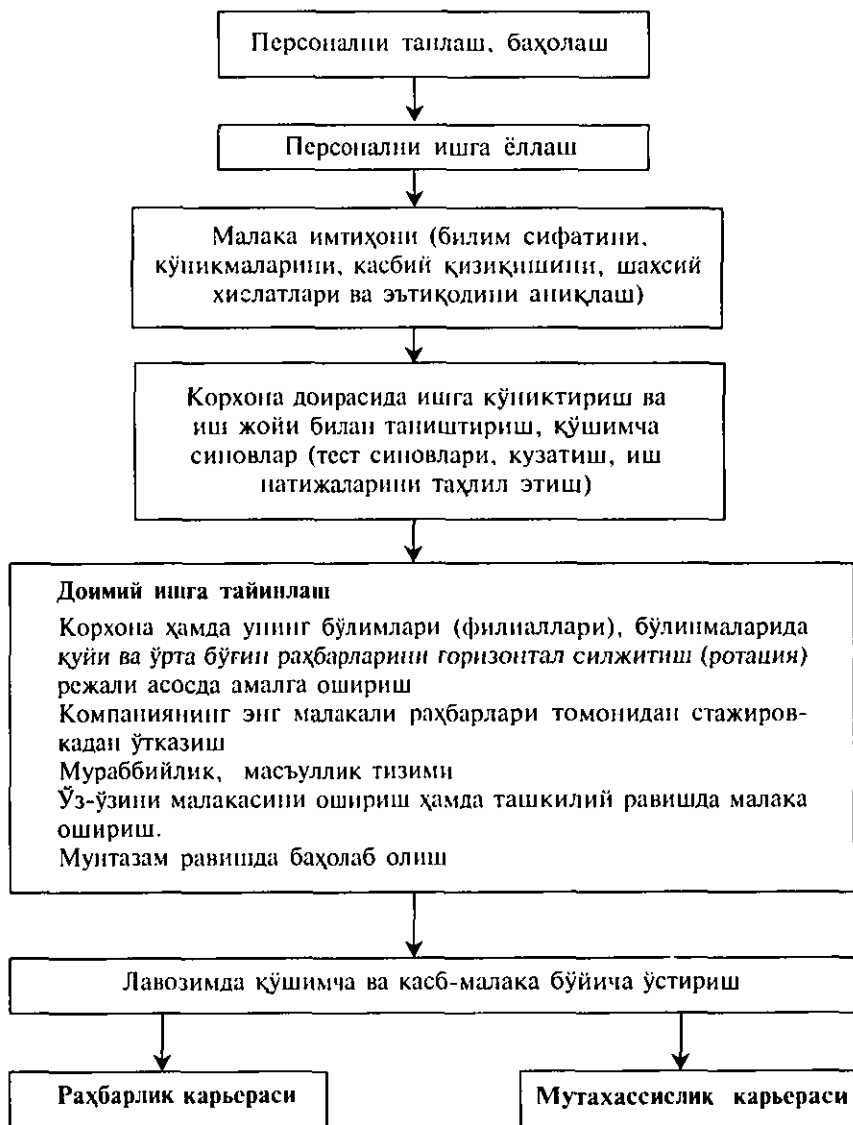 Персонални танлаш, баҳолаш
Персонални ишга ёллаш
Малака имтиҳони (билим сифатини,
кўникмаларини, касбий қизиқишини, шахсий
хислатлари ва эътиқодини аниқлаш)
Корхона доирасида ишга кўниктириш ва
иш жойи билан таништириш, қўшимча
синовлар (тест синовлари, кузатиш, иш
натижаларини таҳлил этиш)
Доимий ишга тайинлаш
Корхона ҳамда унинг бўлимлари (филиаллари), бўлинмаларида
қуйи ва ўрта бўғин раҳбарларини горизонтал силжитиш (ротация)
режали асосда амалга ошириш
Компаниянинг энг малакали раҳбарлари томонидан стажиров-
кадан ўтказиш
Мураббийлик, масъуллик тизими
Ўз-ўзини малакасини ошириш ҳамда ташкилий равишда малака
ошириш.
Мунтазам равишда баҳолаб олиш
Лавозимда қўшимча ва касб-малака бўйича ўстириш
Раҳбарлик карьераси
Мутахассислик карьераси